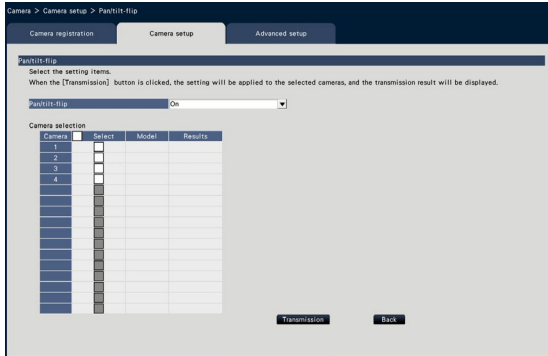 Camera > Camera setup > Pan/tilt-flip
Camera registration Camera setup Advanced setup
Pan/tilt-flip
Select the setting items.
When the [Transmission] button is clicked, the setting will be applied to the selected cameras, and the transmission result will be displayed.
Pan/tilt-flip On
Camera selection
Camera Select Model Results
1
2
3
4
Transmission Back